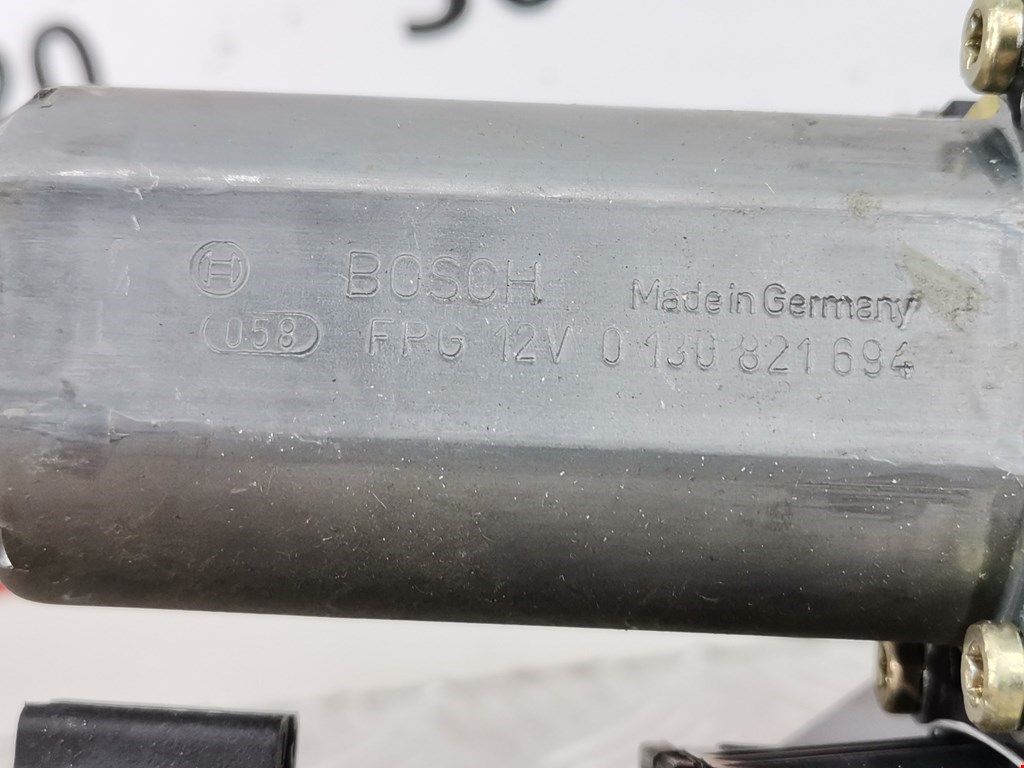 BOSCH
Made in Germany
058 FPG 12V 0 130 821 694